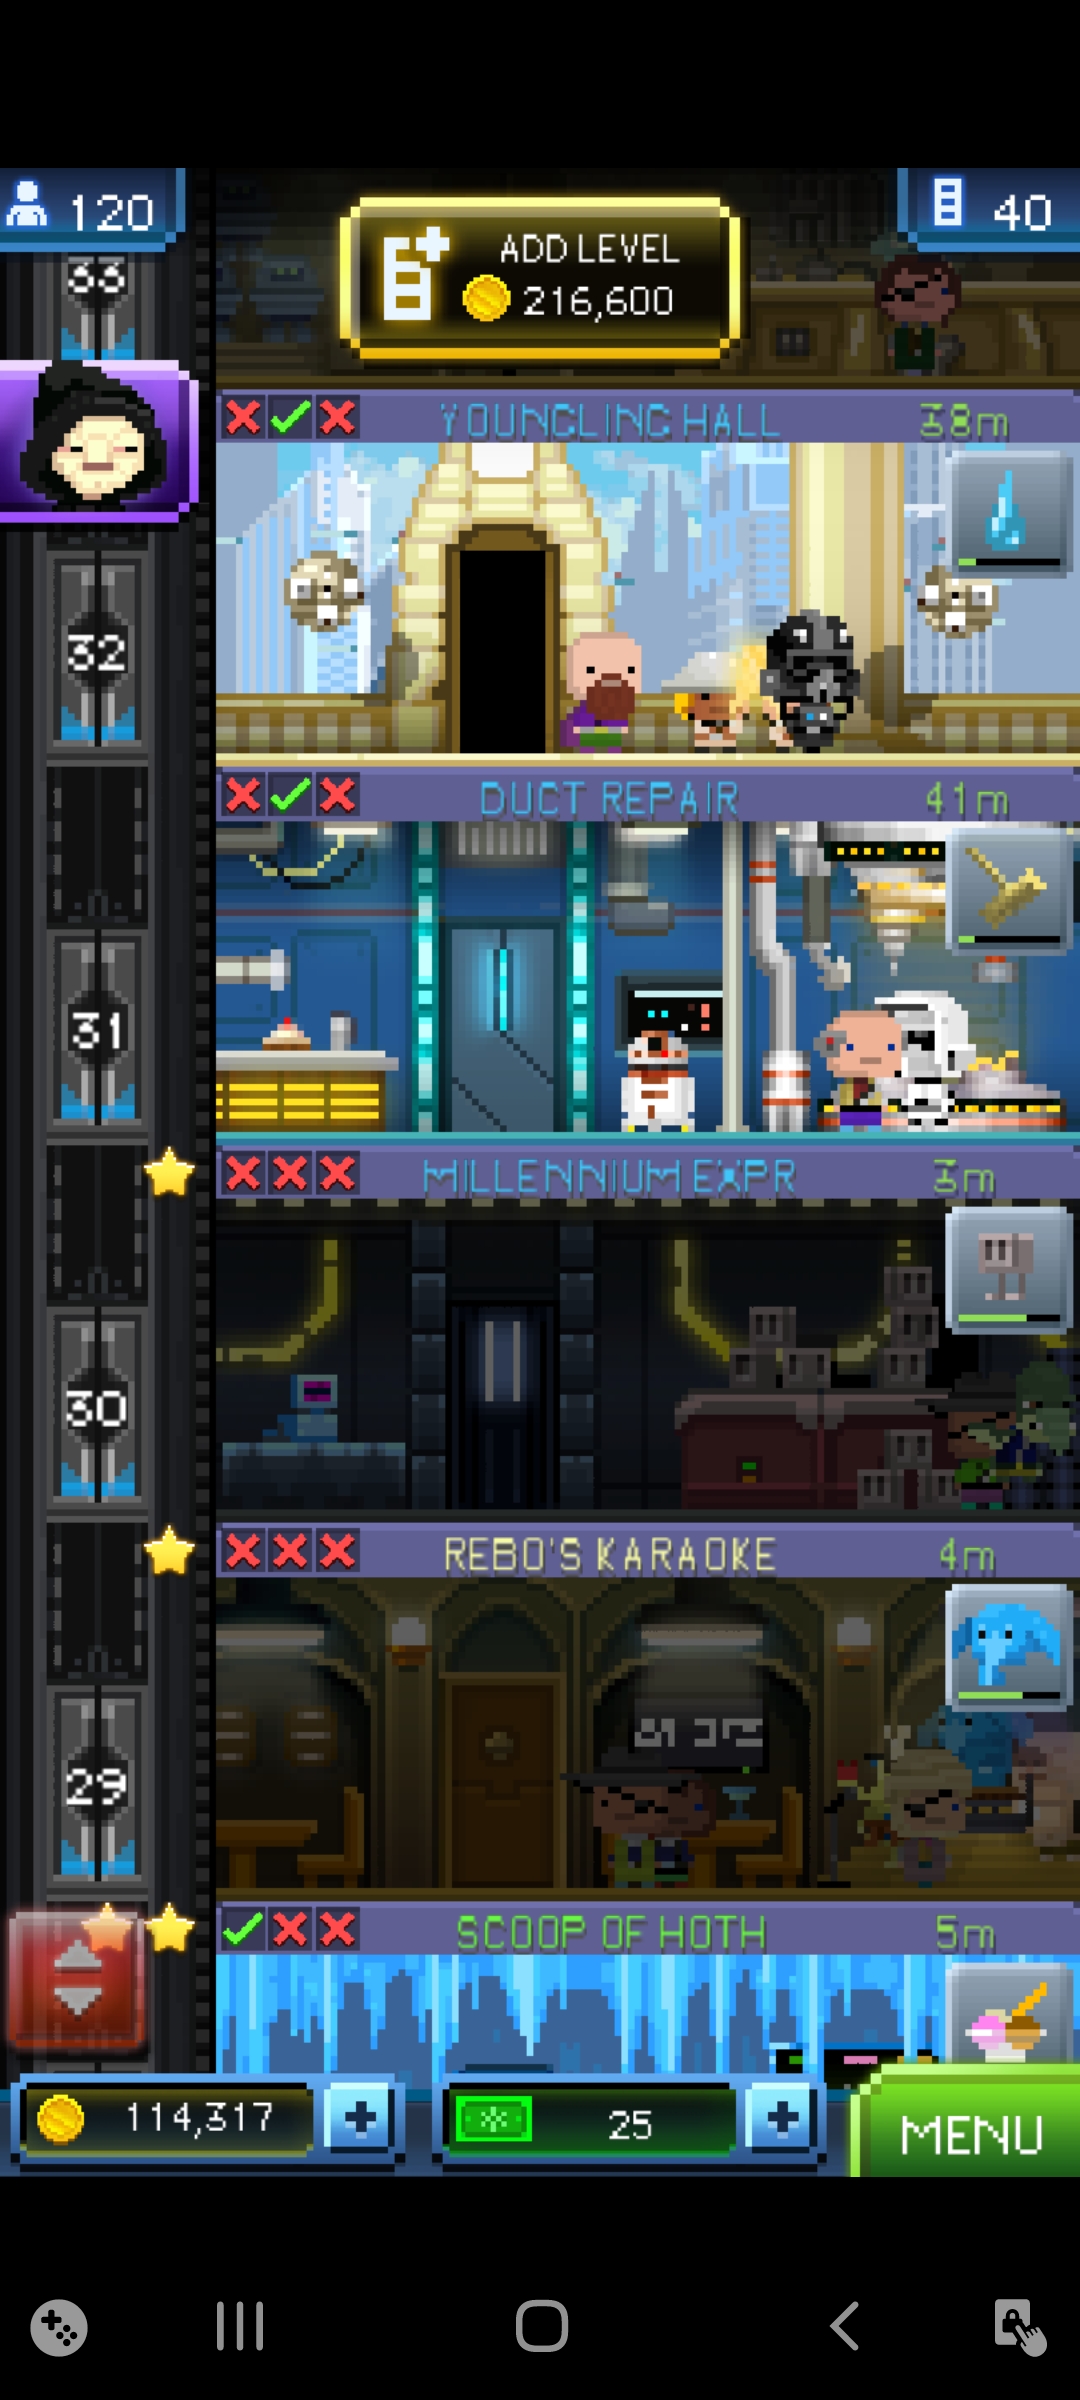 120
ADD LEVEL
216,600
40
33
YOUNGLING HALL 38m
32
DUCT REPAIR 41m
31
MILLENNIUM EXPR 3m
30
REBO'S KARAOKE 4m
29
SCOOP OF HOTH 5m
114,317
25
MENU